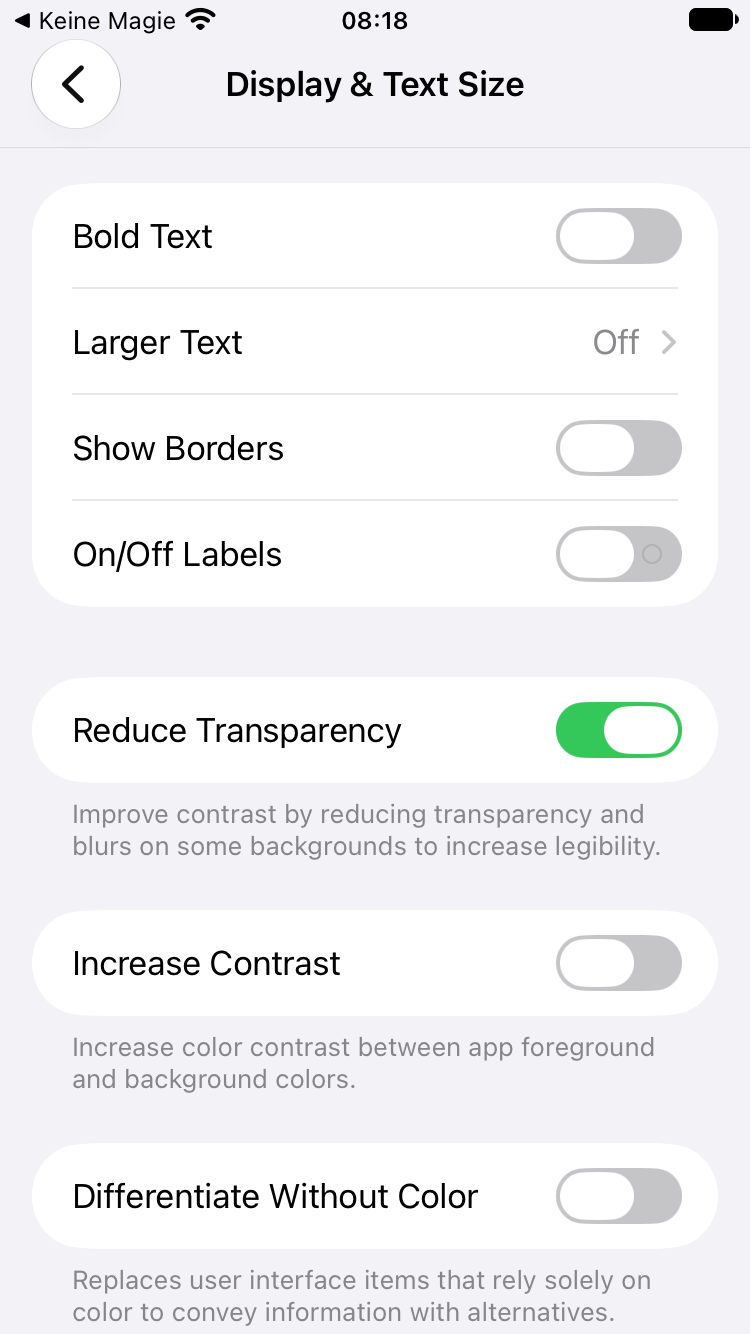 ◀ Keine Magie 08:18
Display & Text Size
Bold Text
Larger Text Off
Show Borders
On/Off Labels
Reduce Transparency
Improve contrast by reducing transparency and
blurs on some backgrounds to increase legibility.
Increase Contrast
Increase color contrast between app foreground
and background colors.
Differentiate Without Color
Replaces user interface items that rely solely on
color to convey information with alternatives.